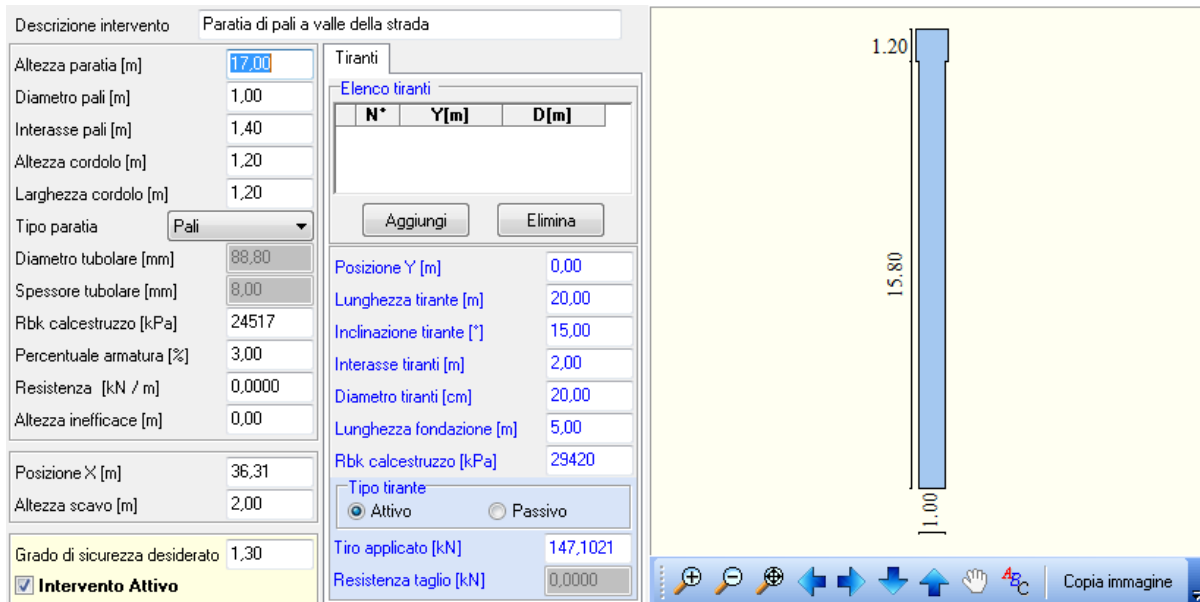 Descrizione intervento Paratia di pali a valle della strada
Altezza paratia [m] 17,00
Diametro pali [m] 1,00
Interasse pali [m] 1,40
Altezza cordolo [m] 1,20
Larghezza cordolo [m] 1,20
Tipo paratia Pali
Diametro tubolare [mm] 88,80
Spessore tubolare [mm] 8,00
Rbk calcestruzzo [kPa] 24517
Percentuale armatura [%] 3,00
Resistenza [kN / m] 0,0000
Altezza inefficace [m] 0,00
Posizione X [m] 36,31
Altezza scavo [m] 2,00
Grado di sicurezza desiderato 1,30
Intervento Attivo
Tiranti
Elenco tiranti
N° Y[m] D[m]
Aggiungi Elimina
Posizione Y [m] 0,00
Lunghezza tirante [m] 20,00
Inclinazione tirante [°] 15,00
Interasse tiranti [m] 2,00
Diametro tiranti [cm] 20,00
Lunghezza fondazione [m] 5,00
Rbk calcestruzzo [kPa] 29420
Tipo tirante
Attivo Passivo
Tiro applicato [kN] 147,1021
Resistenza taglio [kN] 0,0000
1.20
15.80
1.00
ABC Copia immagine